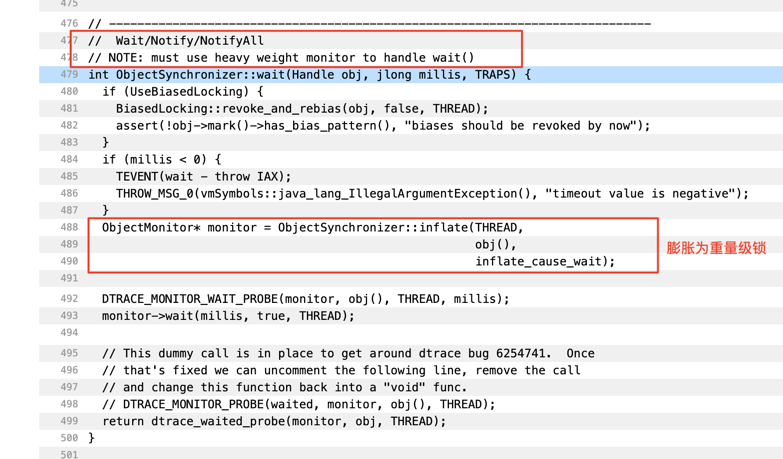 475
476 // -----------------------------------------------------------------------------
477 //  Wait/Notify/NotifyAll
478 // NOTE: must use heavy weight monitor to handle wait()
479 int ObjectSynchronizer::wait(Handle obj, jlong millis, TRAPS) {
480   if (UseBiasedLocking) {
481     BiasedLocking::revoke_and_rebias(obj, false, THREAD);
482     assert(!obj->mark()->has_bias_pattern(), "biases should be revoked by now");
483   }
484   if (millis < 0) {
485     TEVENT(wait - throw IAX);
486     THROW_MSG_0(vmSymbols::java_lang_IllegalArgumentException(), "timeout value is negative");
487   }
488   ObjectMonitor* monitor = ObjectSynchronizer::inflate(THREAD,
489                                                        obj(), 膨胀为重量级锁
490                                                        inflate_cause_wait);
491
492   DTRACE_MONITOR_WAIT_PROBE(monitor, obj(), THREAD, millis);
493   monitor->wait(millis, true, THREAD);
494
495   // This dummy call is in place to get around dtrace bug 6254741.  Once
496   // that's fixed we can uncomment the following line, remove the call
497   // and change this function back into a "void" func.
498   // DTRACE_MONITOR_PROBE(waited, monitor, obj(), THREAD);
499   return dtrace_waited_probe(monitor, obj, THREAD);
500 }
501